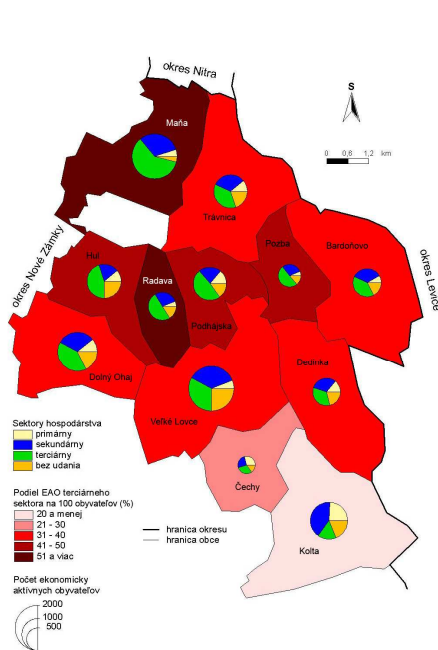 okres Nitra
S
Maňa
0 0,6 1,2 km
Trávnica
Pozba
Bardoňovo
okres Nové Zámky
Hul
Radava
okres Levice
Podhájska
Dedinka
Dolný Ohaj
Veľké Lovce
Čechy
Kolta
Sektory hospodárstva
primárny
sekundárny
terciárny
bez udania
Podiel EAO terciárneho
sektora na 100 obyvateľov (%)
20 a menej
21 - 30
31 - 40
41 - 50
51 a viac
hranica okresu
hranica obce
Počet ekonomicky
aktívnych obyvateľov
2000
1000
500